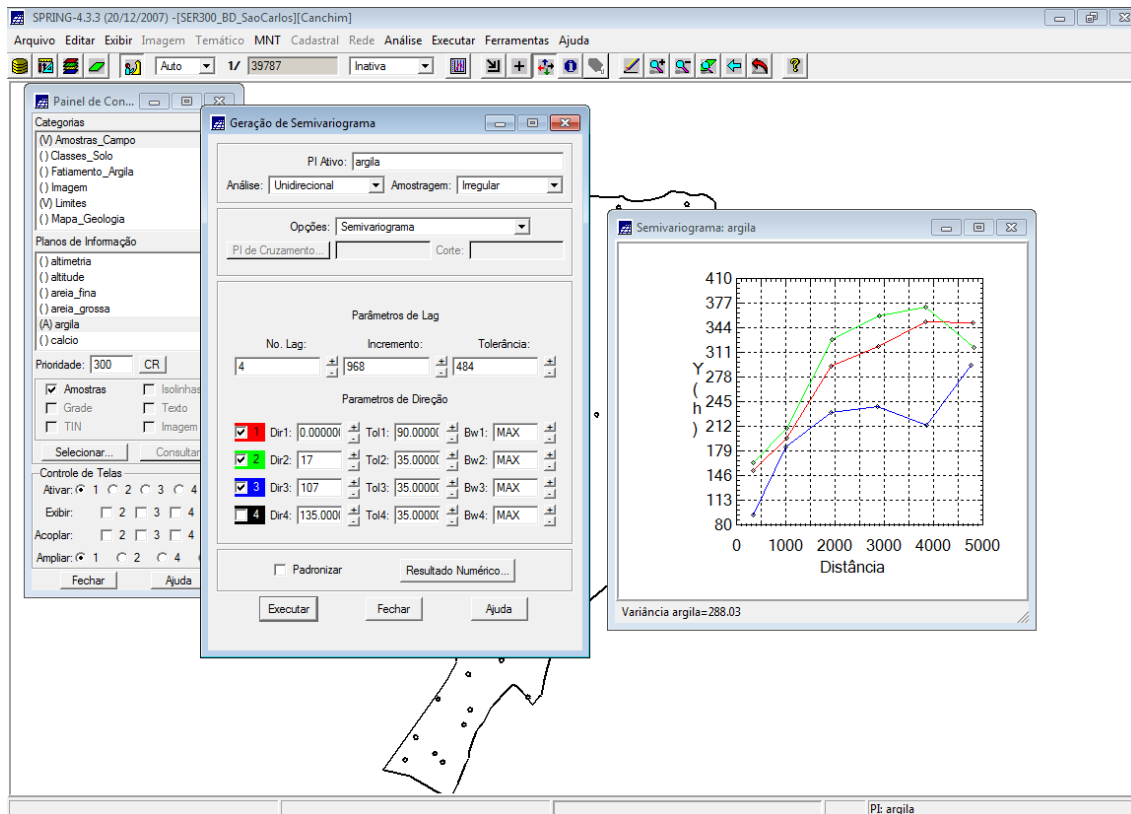 SPRING-4.3.3 (20/12/2007) -[SER300_BD_SaoCarlos][Canchim]
Arquivo Editar Exibir Imagem Temático MNT Cadastral Rede Análise Executar Ferramentas Ajuda
Auto 1/ 39787 Inativa
Painel de Con...
Categorias
(V) Amostras_Campo
( ) Classes_Solo
( ) Fatiamento_Argila
( ) Imagem
(V) Limites
( ) Mapa_Geologia
Planos de Informação
( ) altimetria
( ) altitude
( ) areia_fina
( ) areia_grossa
(A) argila
( ) calcio
Prioridade: 300 CR
Amostras Isolinhas
Grade Texto
TIN Imagem
Selecionar... Consultar
Controle de Telas
Ativar: 1 2 3 4
Exibir: 2 3 4
Acoplar: 2 3 4
Ampliar: 1 2 4
Fechar Ajuda
Geração de Semivariograma
PI Ativo: argila
Análise: Unidirecional Amostragem: Irregular
Opções: Semivariograma
PI de Cruzamento... Corte:
Parâmetros de Lag
No. Lag: Incremento: Tolerância:
4 968 484
Parametros de Direção
1 Dir1: 0.000000 Tol1: 90.00000 Bw1: MAX
2 Dir2: 17 Tol2: 35.00000 Bw2: MAX
3 Dir3: 107 Tol3: 35.00000 Bw3: MAX
4 Dir4: 135.0000 Tol4: 35.00000 Bw4: MAX
Padronizar Resultado Numérico...
Executar Fechar Ajuda
Semivariograma: argila
410
377
344
311
278
245
212
179
146
113
80
Y(h)
0 1000 2000 3000 4000 5000
Distância
Variância argila=288.03
PI: argila